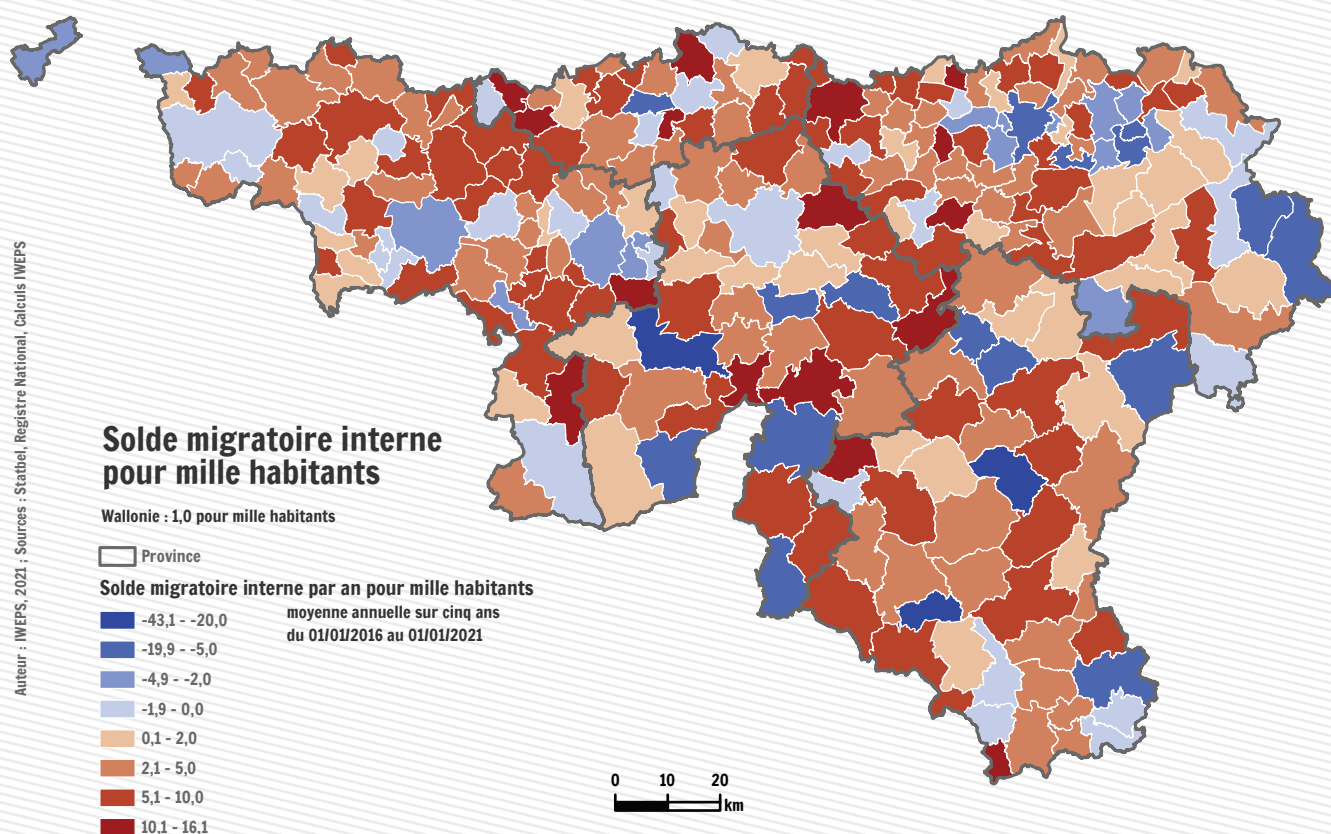 Auteur : IWEPS, 2021 ; Sources : Statbel, Registre National, Calculs IWEPS
Solde migratoire interne
pour mille habitants
Wallonie : 1,0 pour mille habitants
Province
Solde migratoire interne par an pour mille habitants
moyenne annuelle sur cinq ans
du 01/01/2016 au 01/01/2021
-43,1 - -20,0
-19,9 - -5,0
-4,9 - -2,0
-1,9 - 0,0
0,1 - 2,0
2,1 - 5,0
5,1 - 10,0
10,1 - 16,1
0 10 20
km